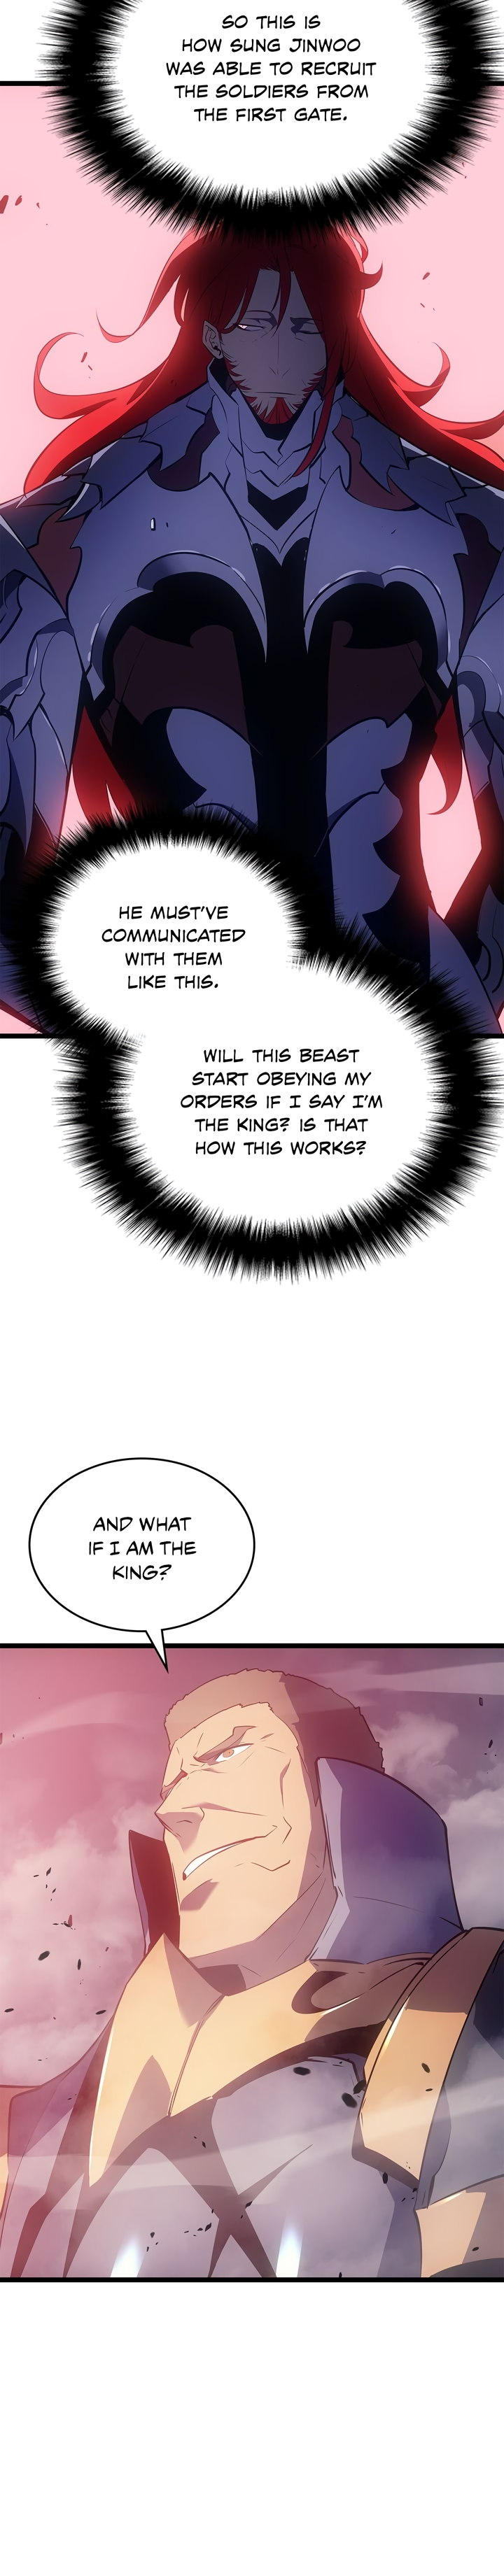 SO THIS IS
HOW SUNG JINWOO
WAS ABLE TO RECRUIT
THE SOLDIERS FROM
THE FIRST GATE.
HE MUST'VE
COMMUNICATED
WITH THEM
LIKE THIS.
WILL THIS BEAST
START OBEYING MY
ORDERS IF I SAY I'M
THE KING? IS THAT
HOW THIS WORKS?
AND WHAT
IF I AM THE
KING?